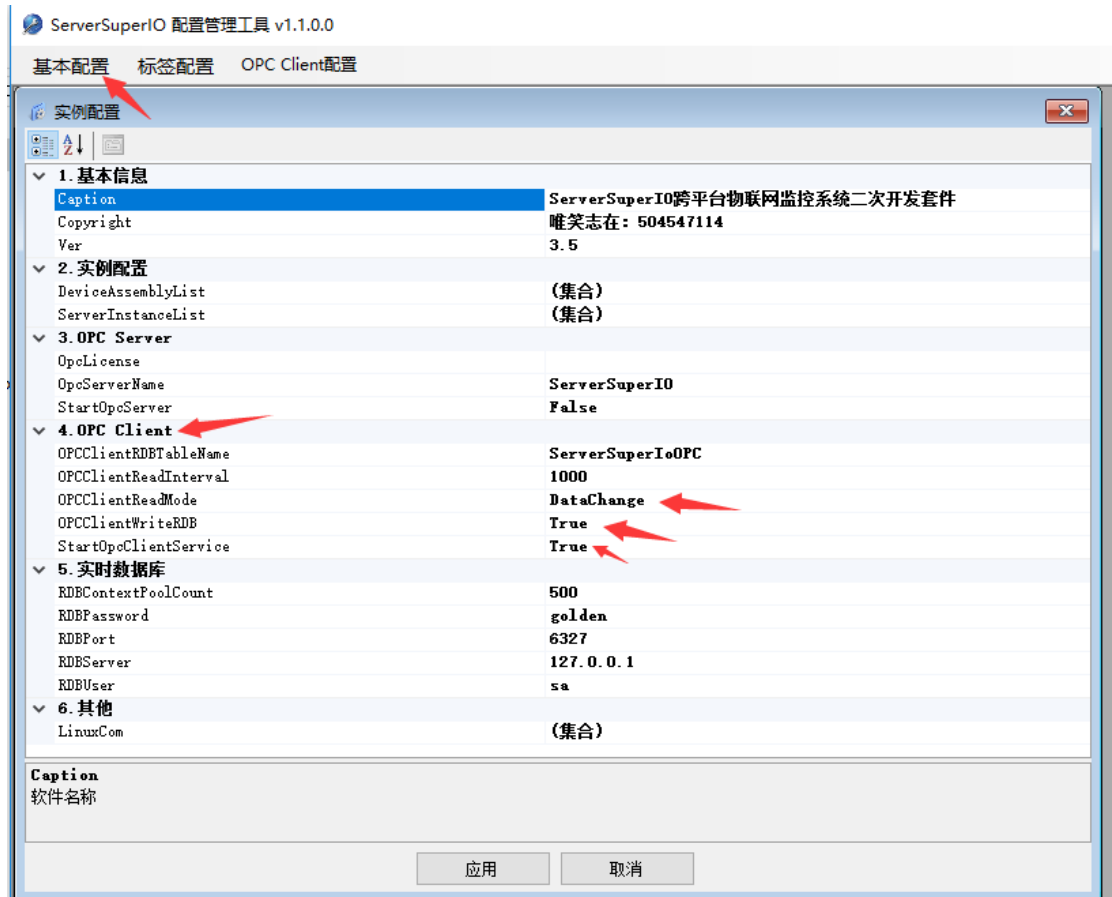 ServerSuperIO 配置管理工具 v1.1.0.0
基本配置 标签配置 OPC Client配置
实例配置
1.基本信息
Caption ServerSuperIO跨平台物联网监控系统二次开发套件
Copyright 唯笑志在：504547114
Ver 3.5
2.实例配置
DeviceAssemblyList (集合)
ServerInstanceList (集合)
3.OPC Server
OpcLicense
OpcServerName ServerSuperIO
StartOpcServer False
4.OPC Client
OPCClientRDBTableName ServerSuperIoOPC
OPCClientReadInterval 1000
OPCClientReadMode DataChange
OPCClientWriteRDB True
StartOpcClientService True
5.实时数据库
RDBContextPoolCount 500
RDBPassword golden
RDBPort 6327
RDBServer 127.0.0.1
RDBUser sa
6.其他
LinuxCom (集合)
Caption
软件名称
应用 取消